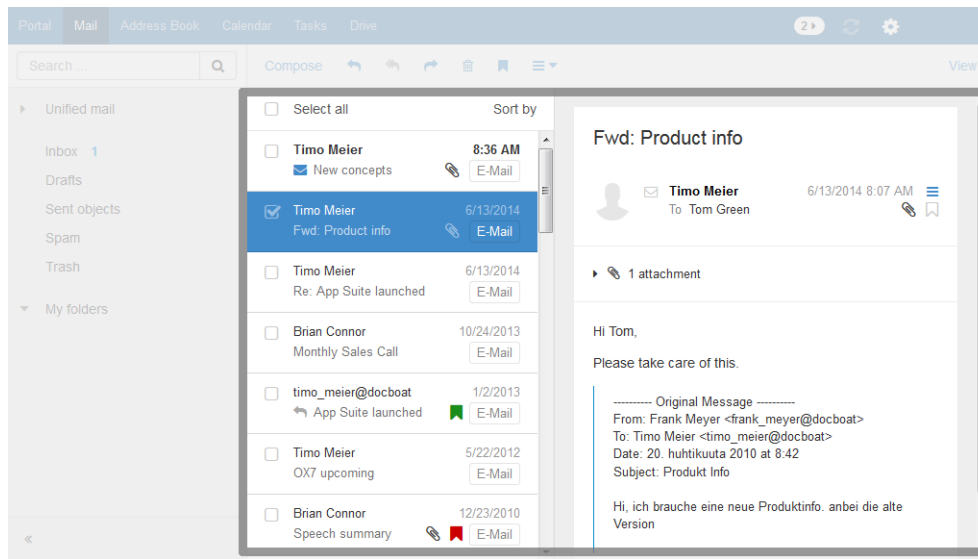 Portal Mail Address Book Calendar Tasks Drive 2
Search ... Compose View
Unified mail
Inbox 1
Drafts
Sent objects
Spam
Trash
My folders
Select all Sort by
Timo Meier 8:36 AM
New concepts E-Mail
Timo Meier 6/13/2014
Fwd: Product info E-Mail
Timo Meier 6/13/2014
Re: App Suite launched E-Mail
Brian Connor 10/24/2013
Monthly Sales Call E-Mail
timo_meier@docboat 1/2/2013
App Suite launched E-Mail
Timo Meier 5/22/2012
OX7 upcoming E-Mail
Brian Connor 12/23/2010
Speech summary E-Mail
Fwd: Product info
Timo Meier 6/13/2014 8:07 AM
To Tom Green
1 attachment
Hi Tom,
Please take care of this.
---------- Original Message ----------
From: Frank Meyer <frank_meyer@docboat>
To: Timo Meier <timo_meier@docboat>
Date: 20. huhtikuuta 2010 at 8:42
Subject: Produkt Info
Hi, ich brauche eine neue Produktinfo. anbei die alte
Version